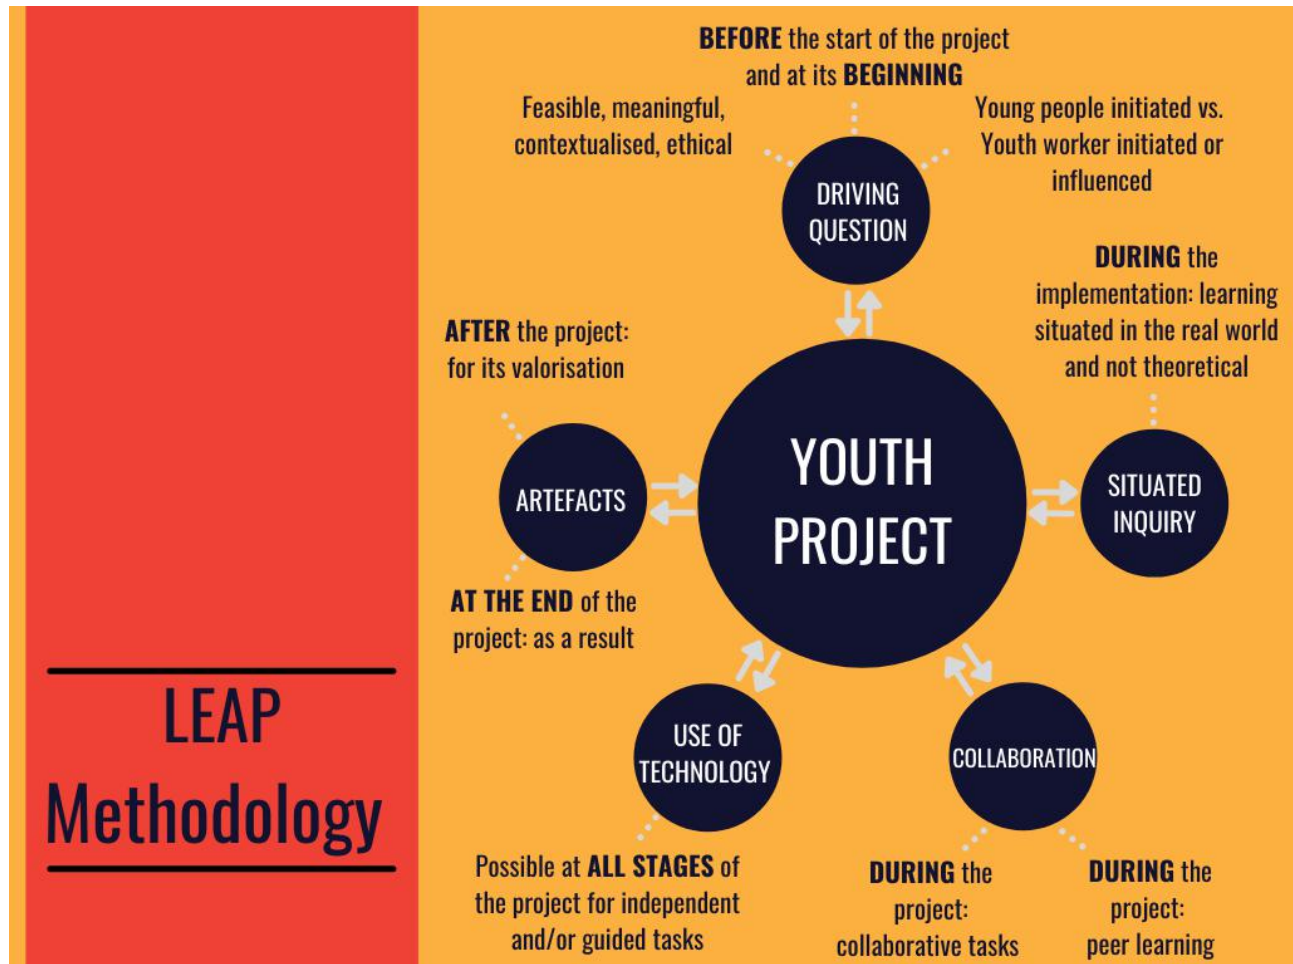 LEAP
Methodology
BEFORE the start of the project
and at its BEGINNING
Feasible, meaningful,
contextualised, ethical
Young people initiated vs.
Youth worker initiated or
influenced
DRIVING
QUESTION
DURING the
implementation: learning
situated in the real world
and not theoretical
SITUATED
INQUIRY
AFTER the project:
for its valorisation
ARTEFACTS
AT THE END of the
project: as a result
YOUTH
PROJECT
USE OF
TECHNOLOGY
Possible at ALL STAGES of
the project for independent
and/or guided tasks
COLLABORATION
DURING the
project:
collaborative tasks
DURING the
project:
peer learning